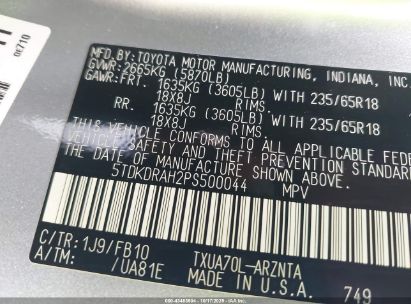 0E710
MFD. BY: TOYOTA MOTOR MANUFACTURING, INDIANA, INC.
GVWR: 2665KG (5870LB)
GAWR: FRT. 1635KG (3605LB) WITH 235/65R18
18X8J RIMS.
RR. 1635KG (3605LB) WITH 235/65R18
18X8J RIMS.
THIS VEHICLE CONFORMS TO ALL APPLICABLE FEDE
SAFETY AND THEFT PREVENTION STANDARD
DATE OF MANUFACTURE SHOWN ABOVE.
5TDKDRAH2PS500044 MPV
C/TR: 1J9/FB10 TXUA70L-ARZNTA
A/TM: /UA81E MADE IN U.S.A. 749